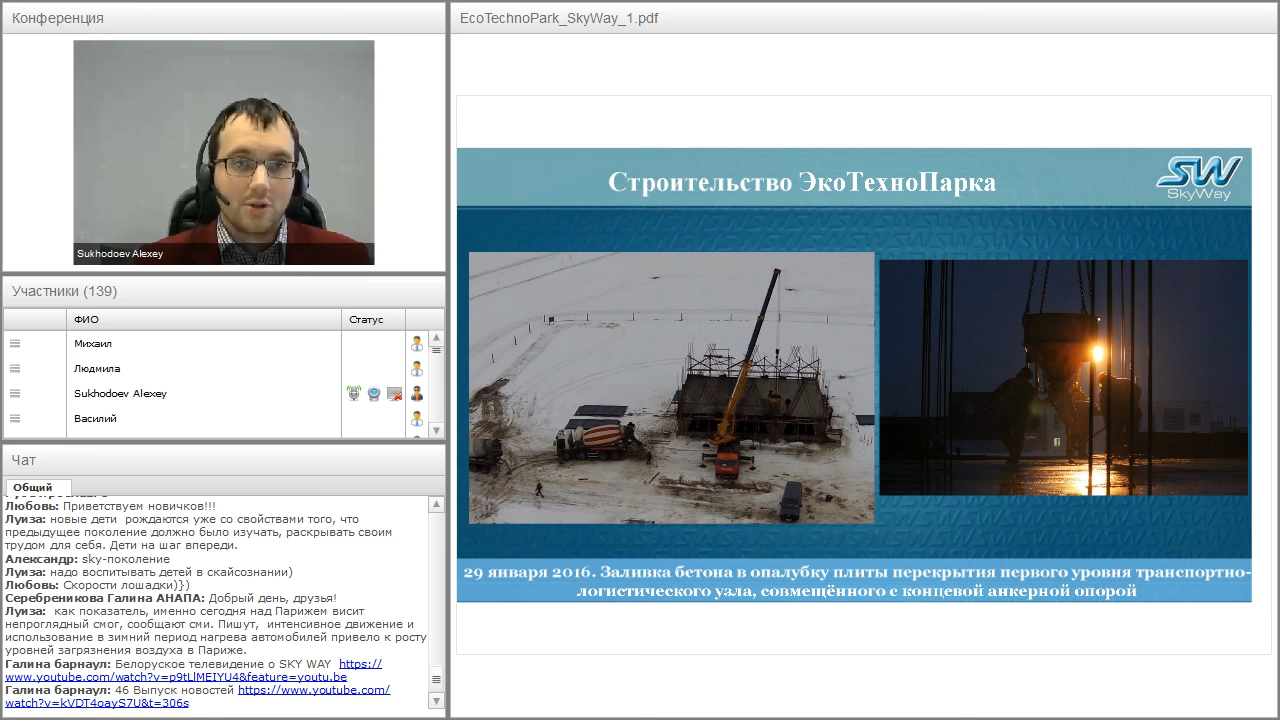 Конференция
Sukhodoev Alexey
Участники (139)
ФИО
Статус
Михаил
Людмила
Sukhodoev Alexey
Василий
Чат
Общий
Любовь: Приветствуем новичков!!!
Луиза: новые дети рождаются уже со свойствами того, что
предыдущее поколение должно было изучать, раскрывать своим
трудом для себя. Дети на шаг впереди.
Александр: sky-поколение
Луиза: надо воспитывать детей в скайсознании)
Любовь: Скорости лошадки)))
Серебреникова Галина АНАПА: Добрый день, друзья!
Луиза: как показатель, именно сегодня над Парижем висит
непроглядный смог, сообщают сми. Пишут, интенсивное движение и
использование в зимний период нагрева автомобилей привело к росту
уровней загрязнения воздуха в Париже.
Галина барнаул: Белоруское телевидение о SKY WAY https://
www.youtube.com/watch?v=p9tLlMEIYU4&feature=youtu.be
Галина барнаул: 46 Выпуск новостей https://www.youtube.com/
watch?v=kVDT4oayS7U&t=306s
EcoTechnoPark_SkyWay_1.pdf
Строительство ЭкоТехноПарка
SW
SkyWay
29 января 2016. Заливка бетона в опалубку плиты перекрытия первого уровня транспортно-
логистического узла, совмещённого с концевой анкерной опорой